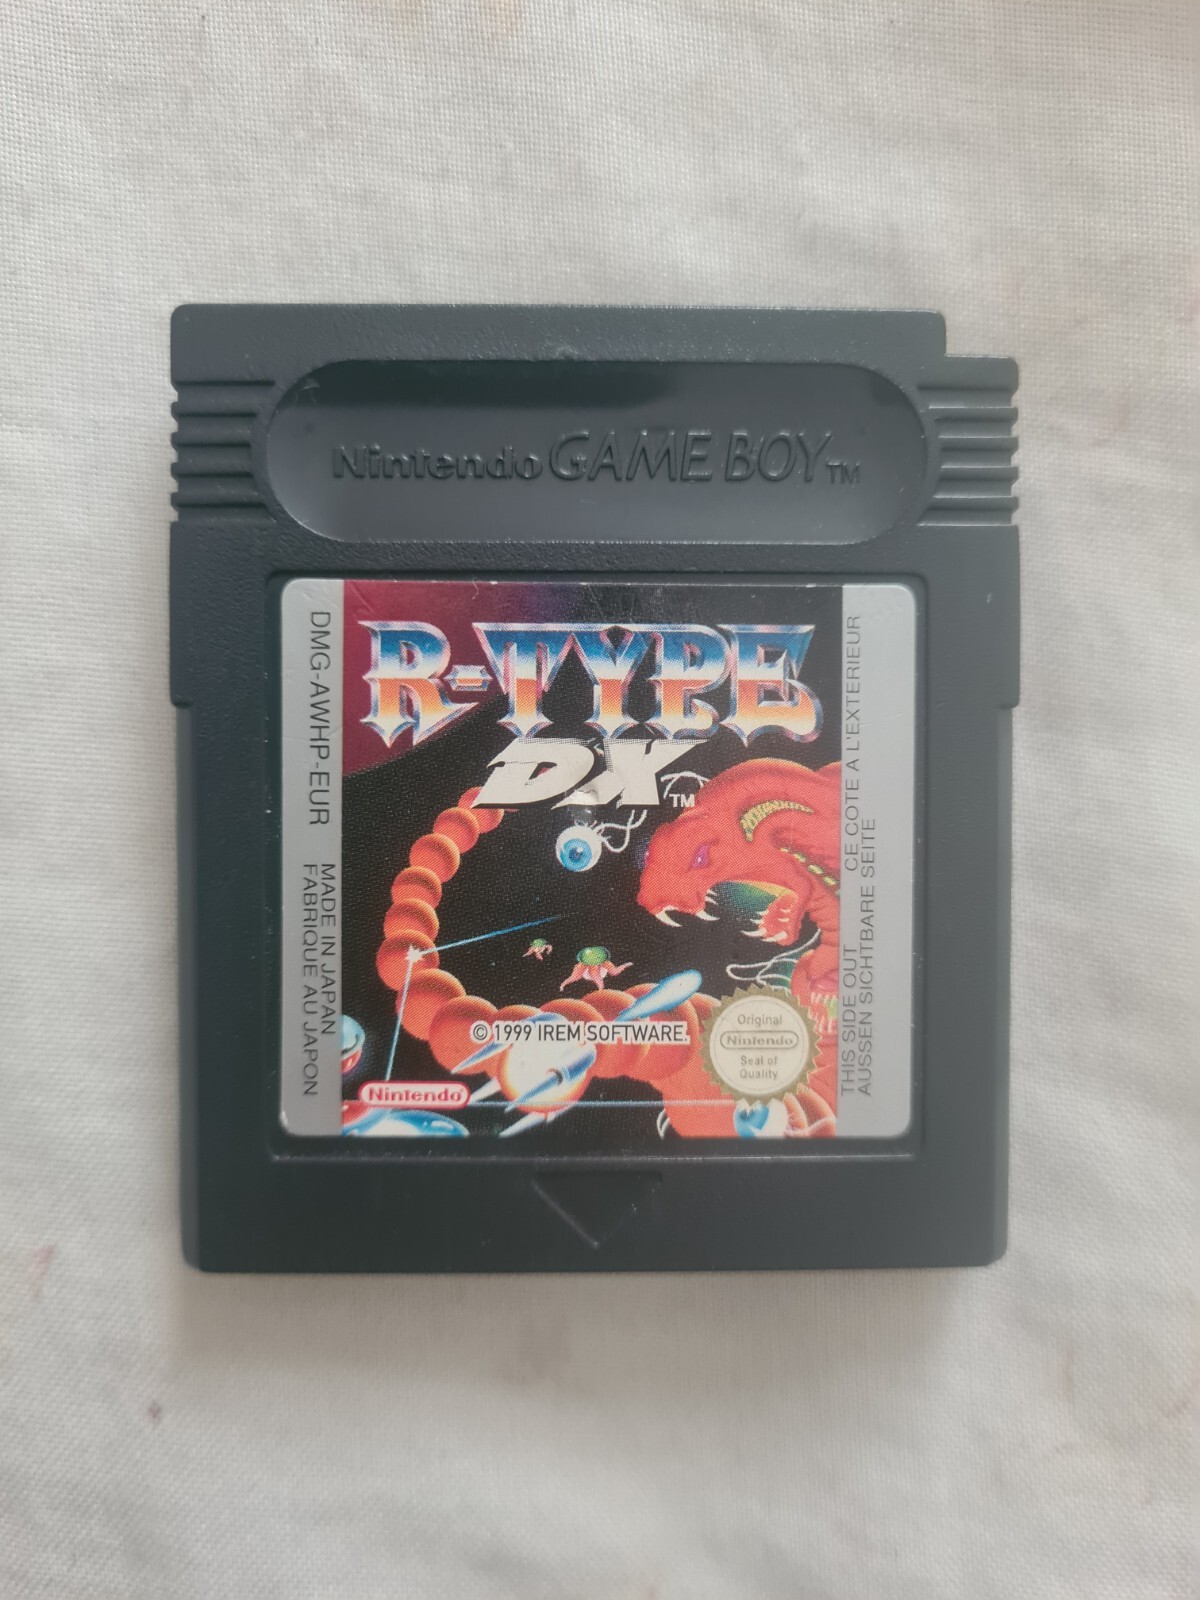 Nintendo GAME BOY™
R-TYPE
DX™
© 1999 IREM SOFTWARE.
Nintendo
Original
Nintendo
Seal of
Quality
DMG-AWHP-EUR
MADE IN JAPAN
FABRIQUE AU JAPON
THIS SIDE OUT CE COTE A L'EXTERIEUR
AUSSEN SICHTBARE SEITE